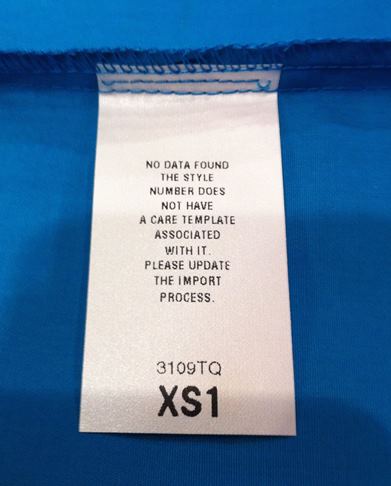 NO DATA FOUND
THE STYLE
NUMBER DOES
NOT HAVE
A CARE TEMPLATE
ASSOCIATED
WITH IT.
PLEASE UPDATE
THE IMPORT
PROCESS.
3109TQ
XS1